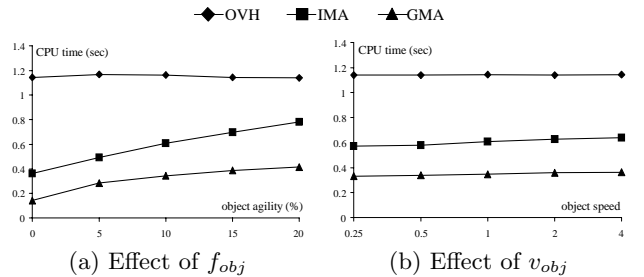 OVH IMA GMA
CPU time (sec)
1.4
1.2
1
0.8
0.6
0.4
0.2
0
0 5 10 15 20
object agility (%)
(a) Effect of f_obj
CPU time (sec)
1.4
1.2
1
0.8
0.6
0.4
0.2
0
0.25 0.5 1 2 4
object speed
(b) Effect of v_obj